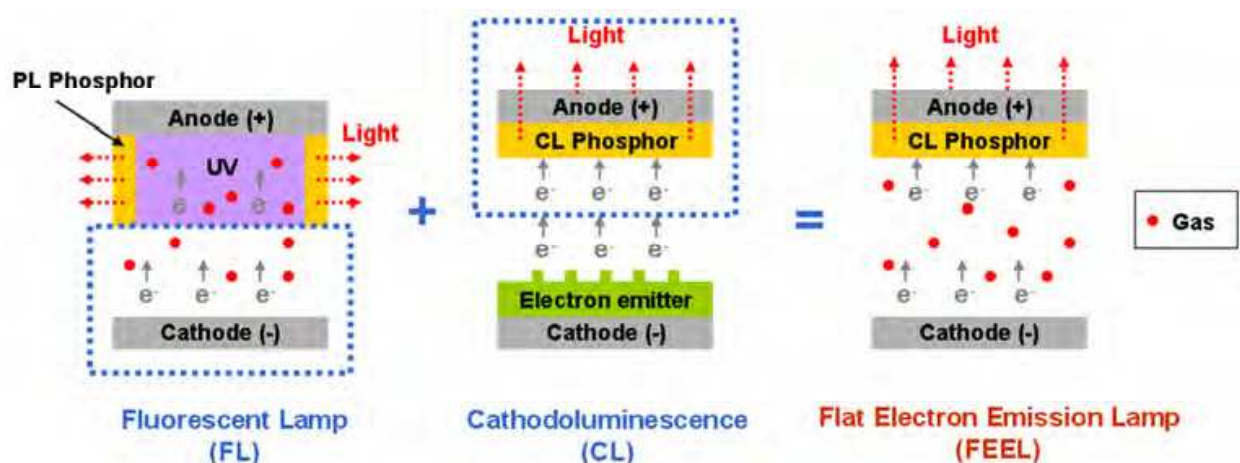 PL Phosphor
Anode (+)
Light
UV
e e
e⁻ e⁻ e⁻
Cathode (-)
Fluorescent Lamp
(FL)
+
Light
Anode (+)
CL Phosphor
e⁻ e⁻ e⁻
e⁻ e⁻ e⁻
Electron emitter
Cathode (-)
Cathodoluminescence
(CL)
=
Light
Anode (+)
CL Phosphor
e⁻ e⁻ e⁻
e⁻ e⁻ e⁻
Cathode (-)
Flat Electron Emission Lamp
(FEEL)
Gas